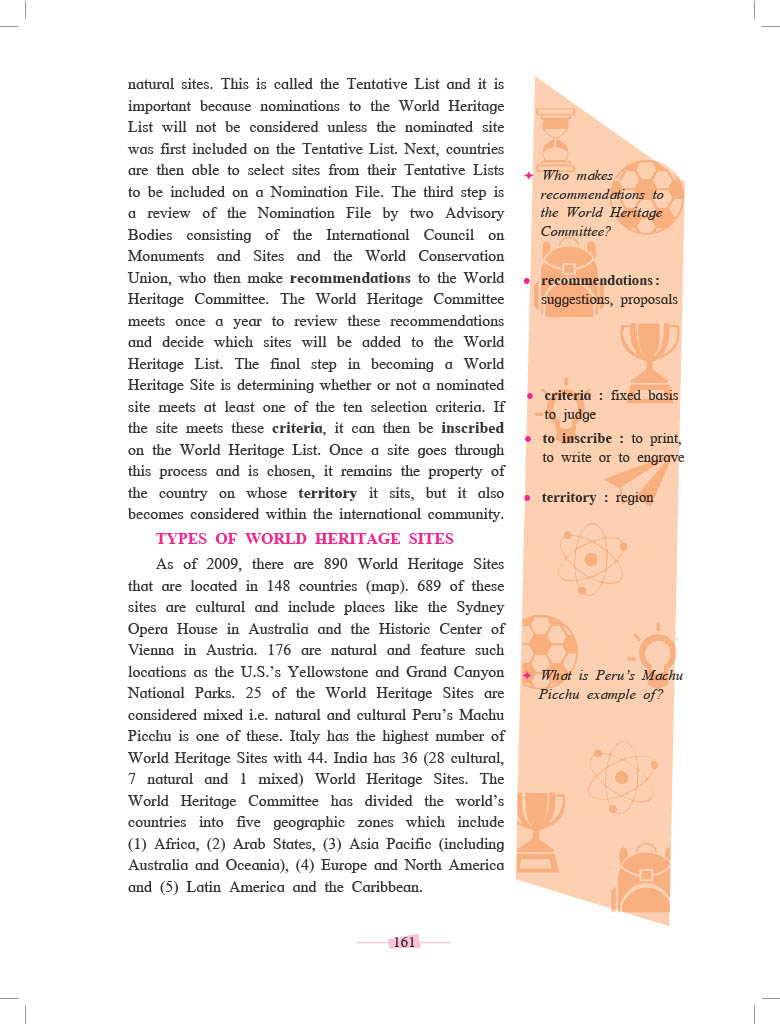 natural sites. This is called the Tentative List and it is
important because nominations to the World Heritage
List will not be considered unless the nominated site
was first included on the Tentative List. Next, countries
are then able to select sites from their Tentative Lists
to be included on a Nomination File. The third step is
a review of the Nomination File by two Advisory
Bodies consisting of the International Council on
Monuments and Sites and the World Conservation
Union, who then make recommendations to the World
Heritage Committee. The World Heritage Committee
meets once a year to review these recommendations
and decide which sites will be added to the World
Heritage List. The final step in becoming a World
Heritage Site is determining whether or not a nominated
site meets at least one of the ten selection criteria. If
the site meets these criteria, it can then be inscribed
on the World Heritage List. Once a site goes through
this process and is chosen, it remains the property of
the country on whose territory it sits, but it also
becomes considered within the international community.
TYPES OF WORLD HERITAGE SITES
As of 2009, there are 890 World Heritage Sites
that are located in 148 countries (map). 689 of these
sites are cultural and include places like the Sydney
Opera House in Australia and the Historic Center of
Vienna in Austria. 176 are natural and feature such
locations as the U.S.'s Yellowstone and Grand Canyon
National Parks. 25 of the World Heritage Sites are
considered mixed i.e. natural and cultural Peru's Machu
Picchu is one of these. Italy has the highest number of
World Heritage Sites with 44. India has 36 (28 cultural,
7 natural and 1 mixed) World Heritage Sites. The
World Heritage Committee has divided the world's
countries into five geographic zones which include
(1) Africa, (2) Arab States, (3) Asia Pacific (including
Australia and Oceania), (4) Europe and North America
and (5) Latin America and the Caribbean.
✦ Who makes
recommendations to
the World Heritage
Committee?
• recommendations :
suggestions, proposals
• criteria : fixed basis
to judge
• to inscribe : to print,
to write or to engrave
• territory : region
✦ What is Peru's Machu
Picchu example of?
161